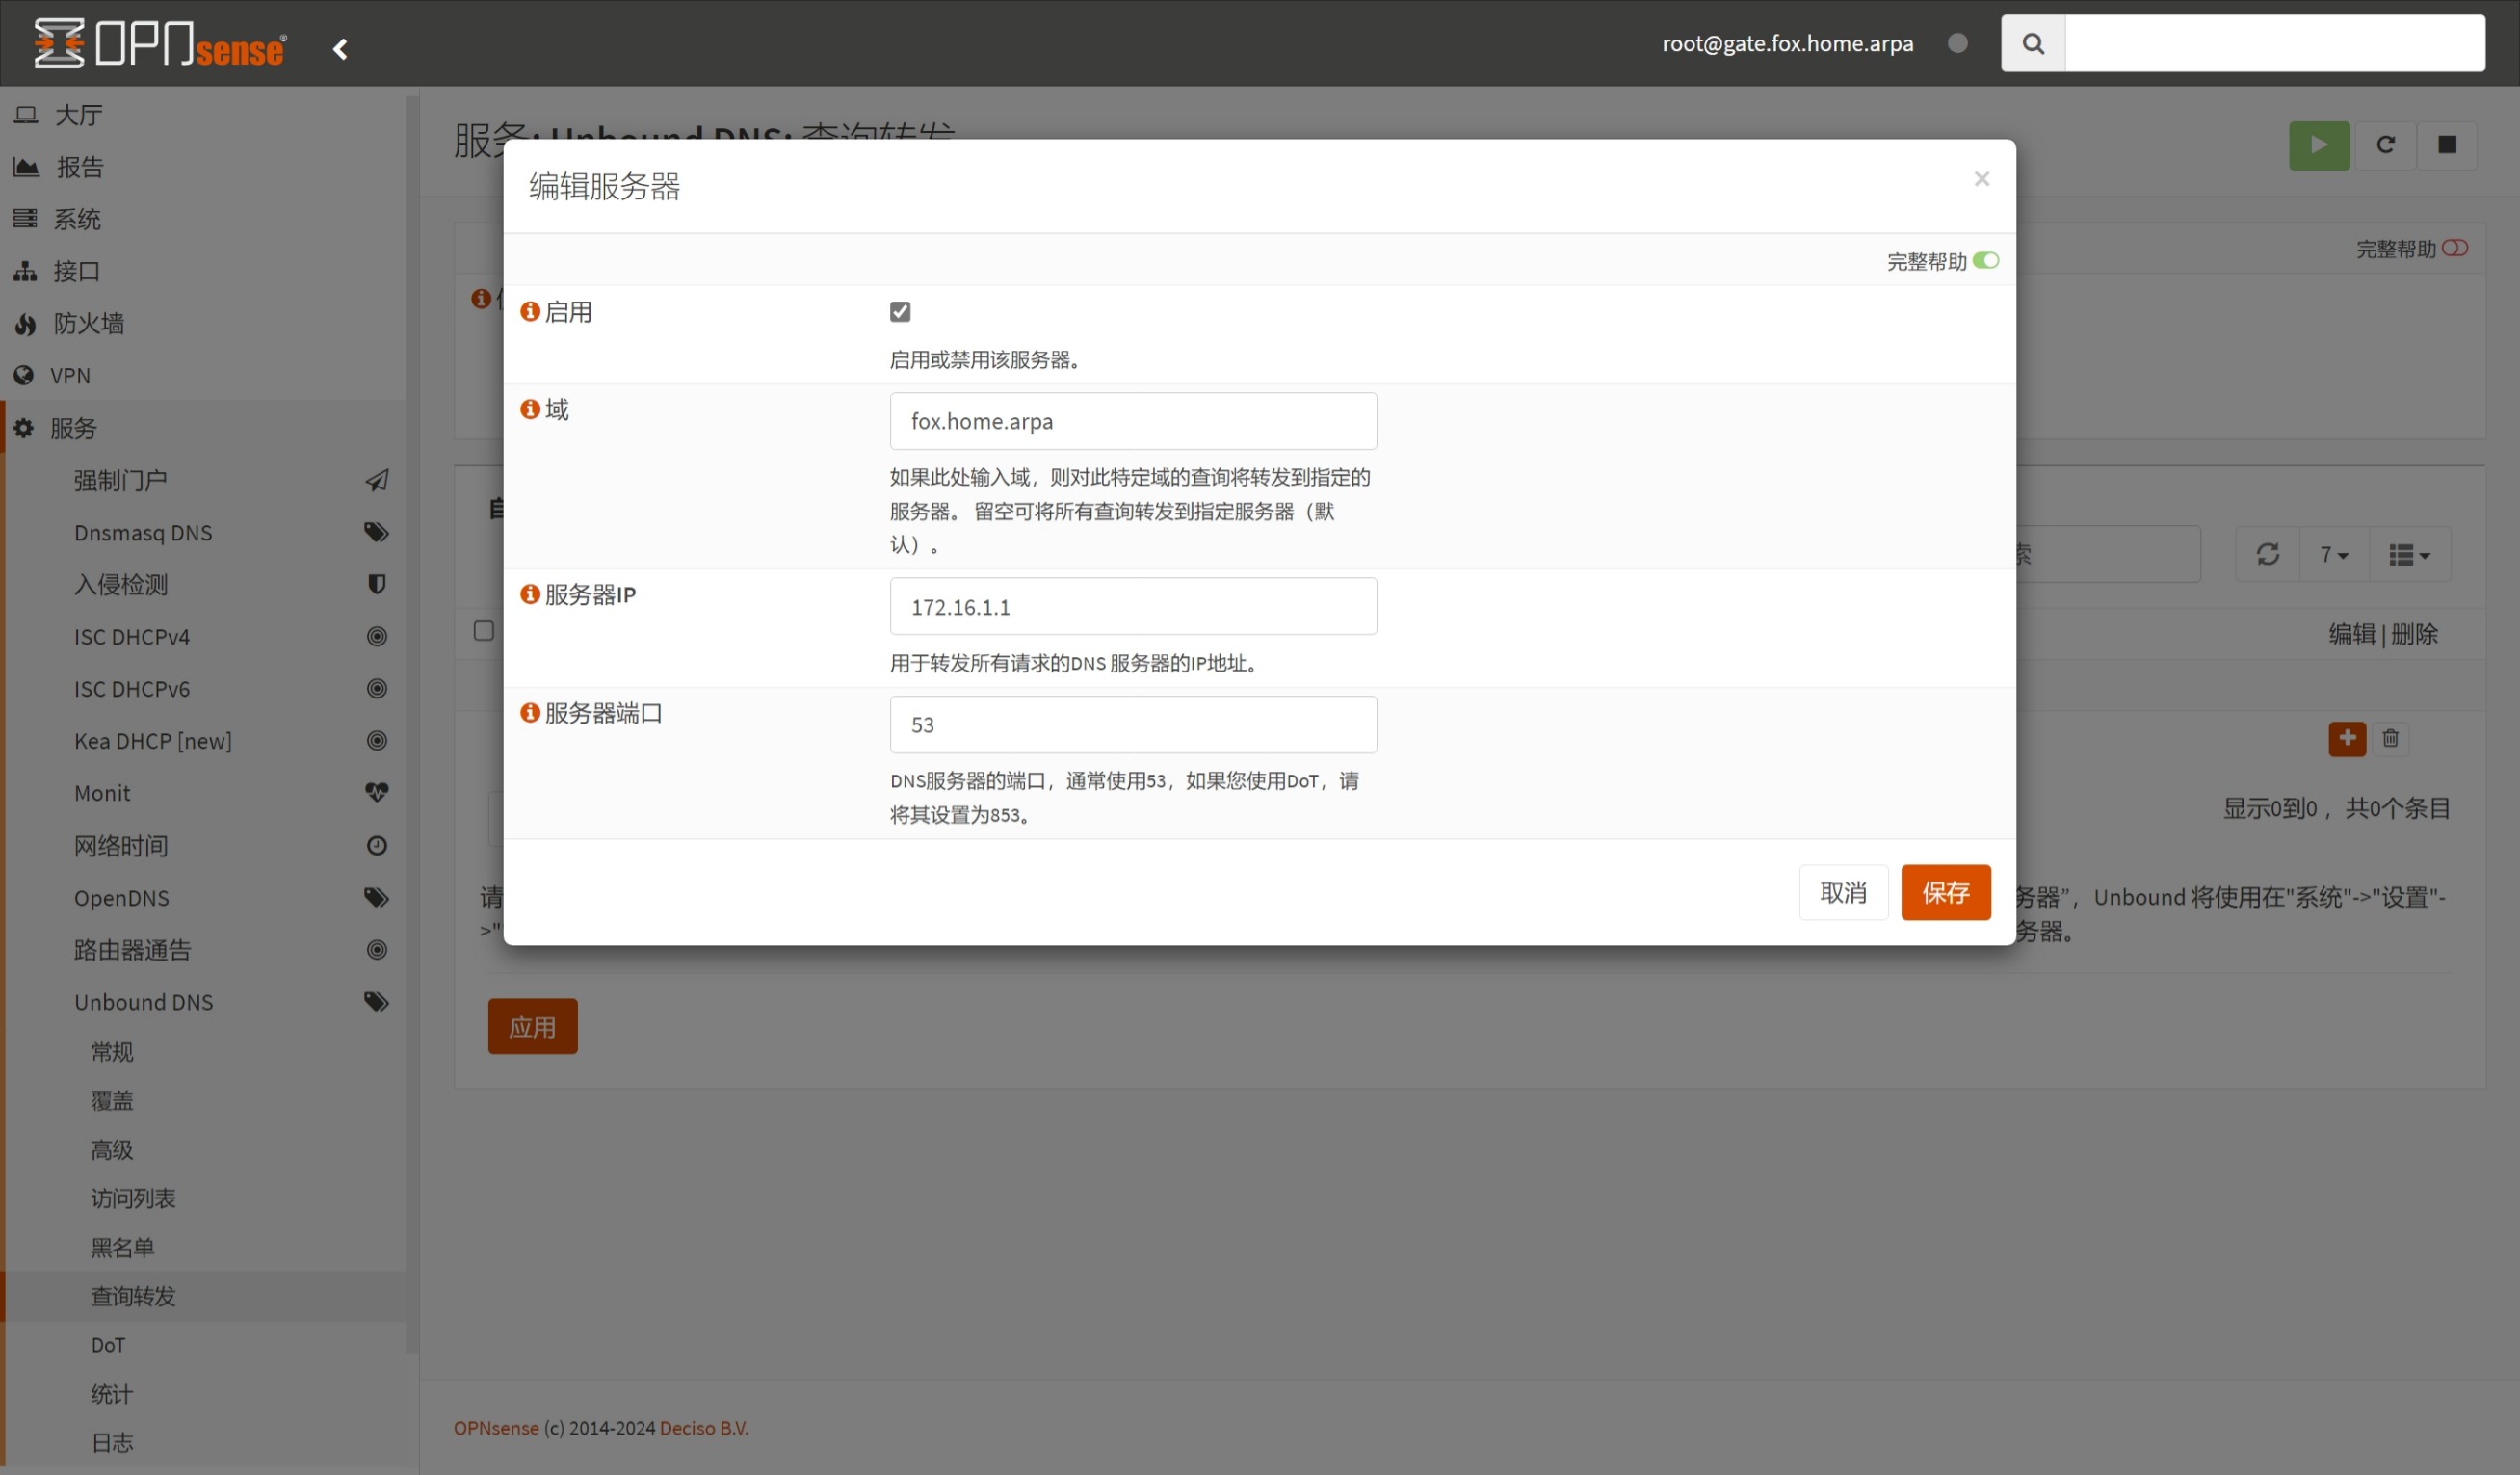 OPNsense®
root@gate.fox.home.arpa
大厅
报告
系统
接口
防火墙
VPN
服务
强制门户
Dnsmasq DNS
入侵检测
ISC DHCPv4
ISC DHCPv6
Kea DHCP [new]
Monit
网络时间
OpenDNS
路由器通告
Unbound DNS
常规
覆盖
高级
访问列表
黑名单
查询转发
DoT
统计
日志
服务: Unbound DNS: 查询转发
完整帮助
编辑服务器
×
完整帮助
启用
启用或禁用该服务器。
域
fox.home.arpa
如果此处输入域，则对此特定域的查询将转发到指定的
服务器。 留空可将所有查询转发到指定服务器（默
认）。
服务器IP
172.16.1.1
用于转发所有请求的DNS 服务器的IP地址。
服务器端口
53
DNS服务器的端口，通常使用53，如果您使用DoT，请
将其设置为853。
取消
保存
索
7
编辑 | 删除
显示0到0 ，共0个条目
请
务器”，Unbound 将使用在"系统"->"设置"-
>"
务器。
应用
OPNsense (c) 2014-2024 Deciso B.V.